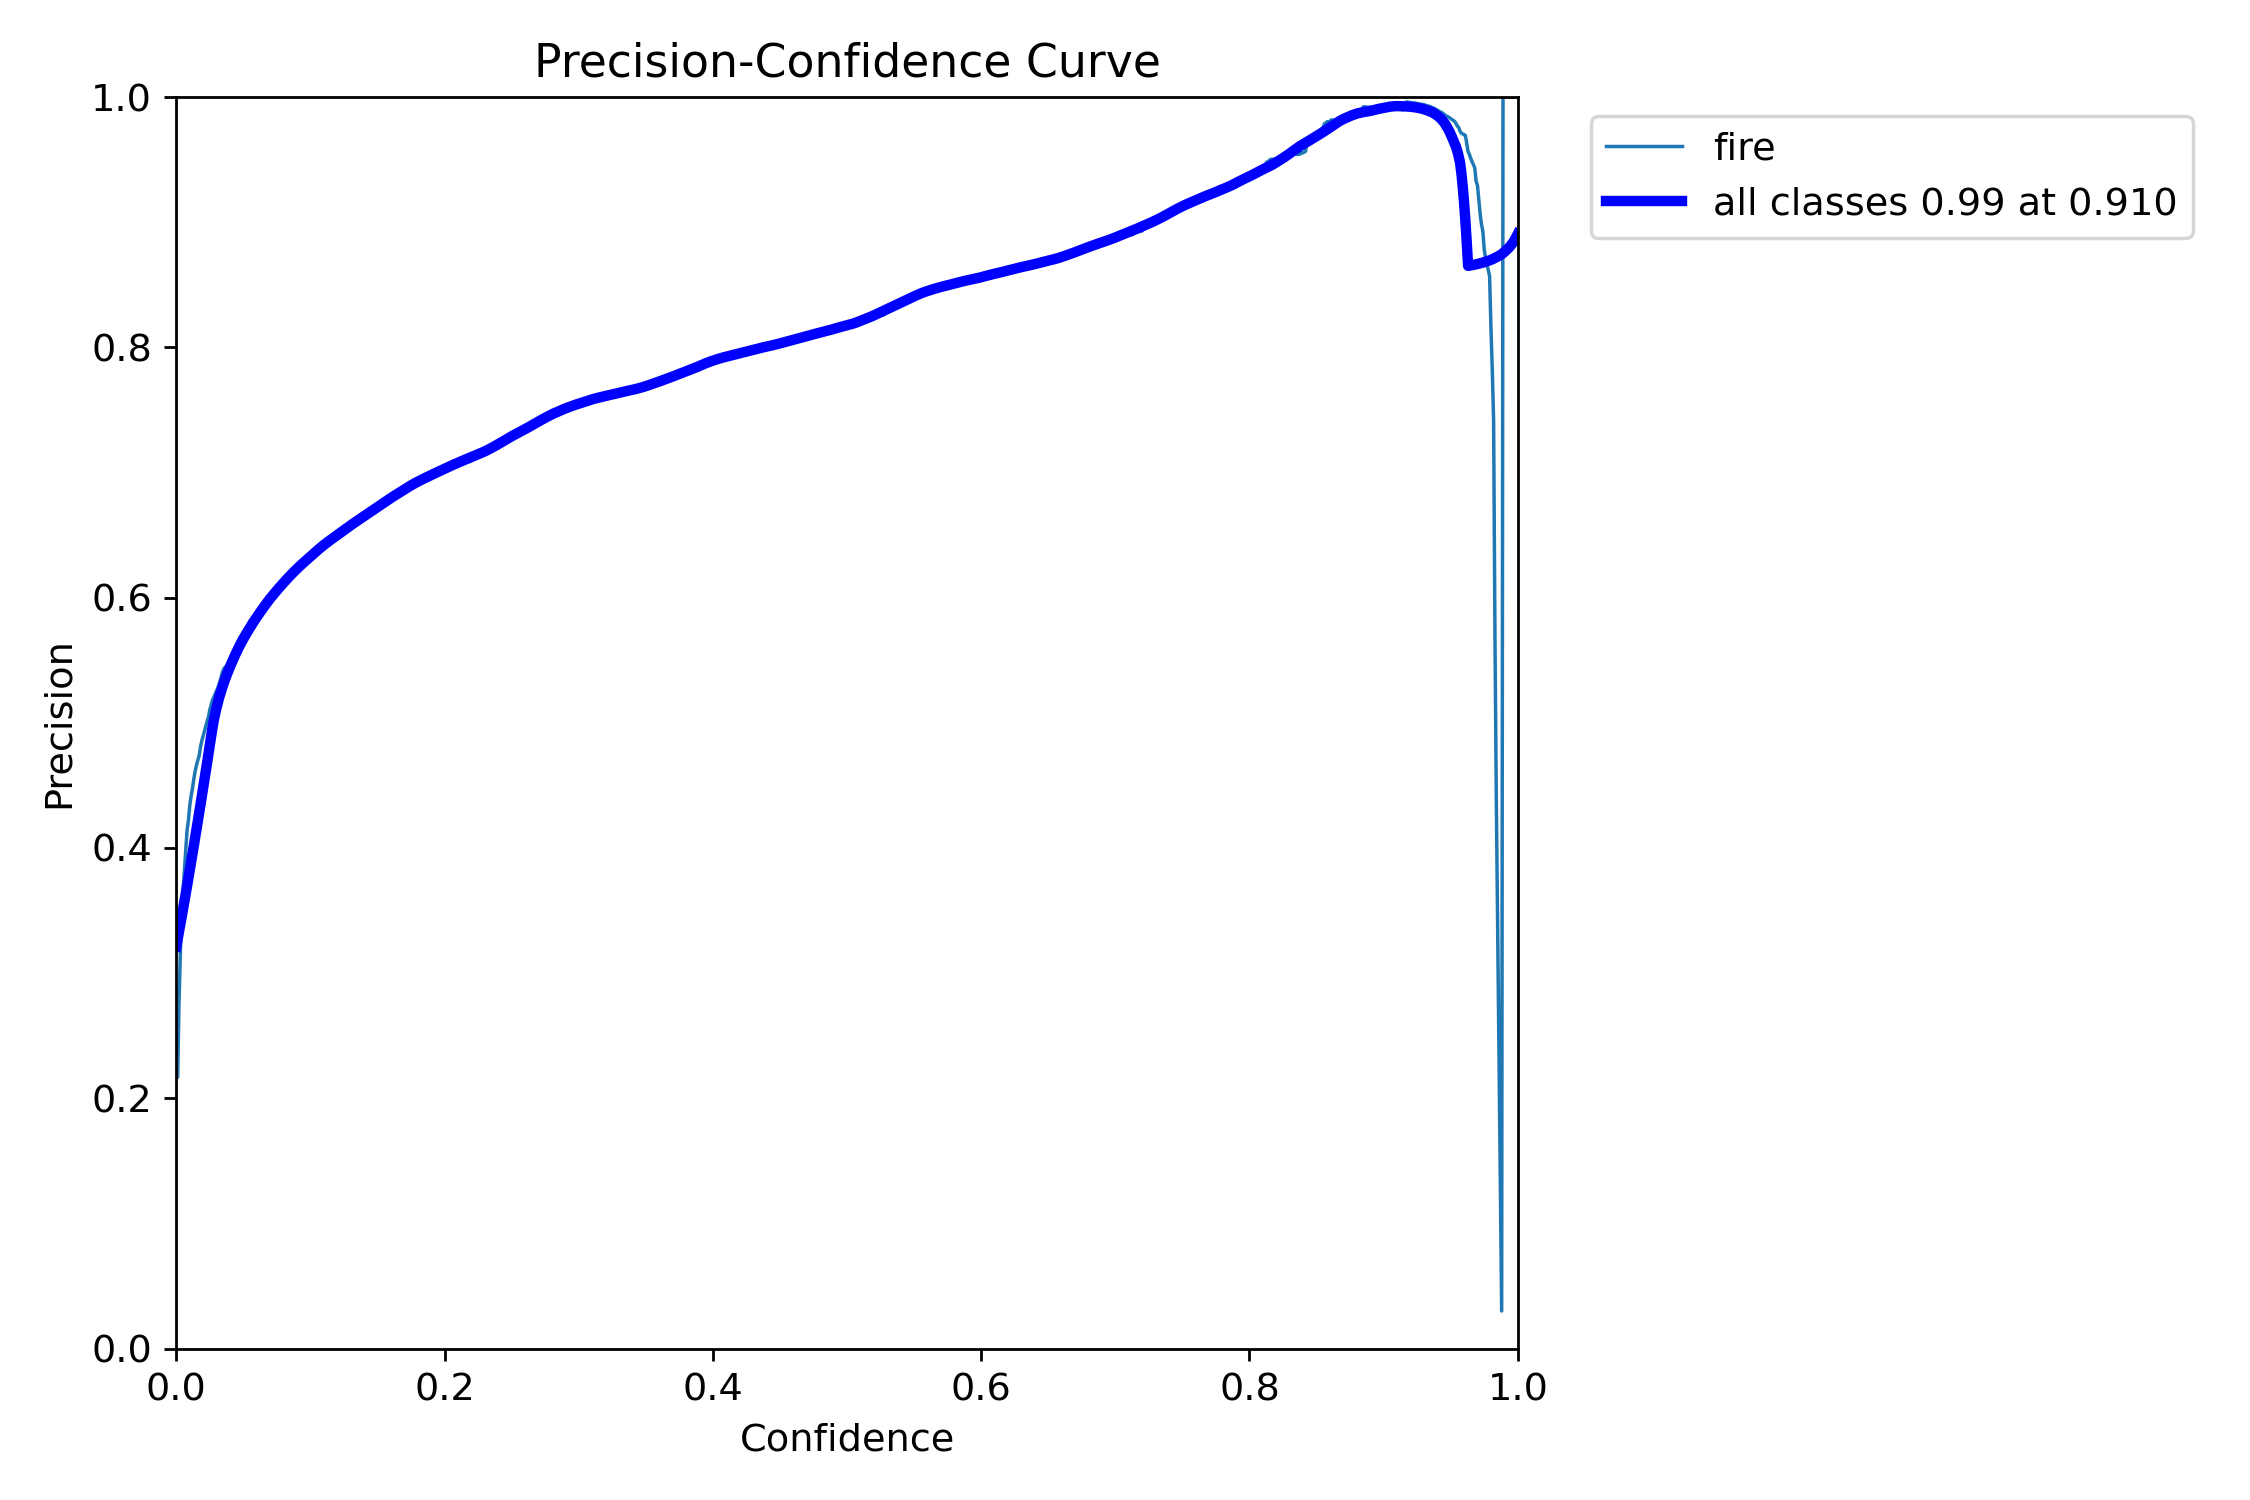 Precision-Confidence Curve
1.0
0.8
0.6
0.4
0.2
0.0
Precision
0.0 0.2 0.4 0.6 0.8 1.0
Confidence
fire
all classes 0.99 at 0.910